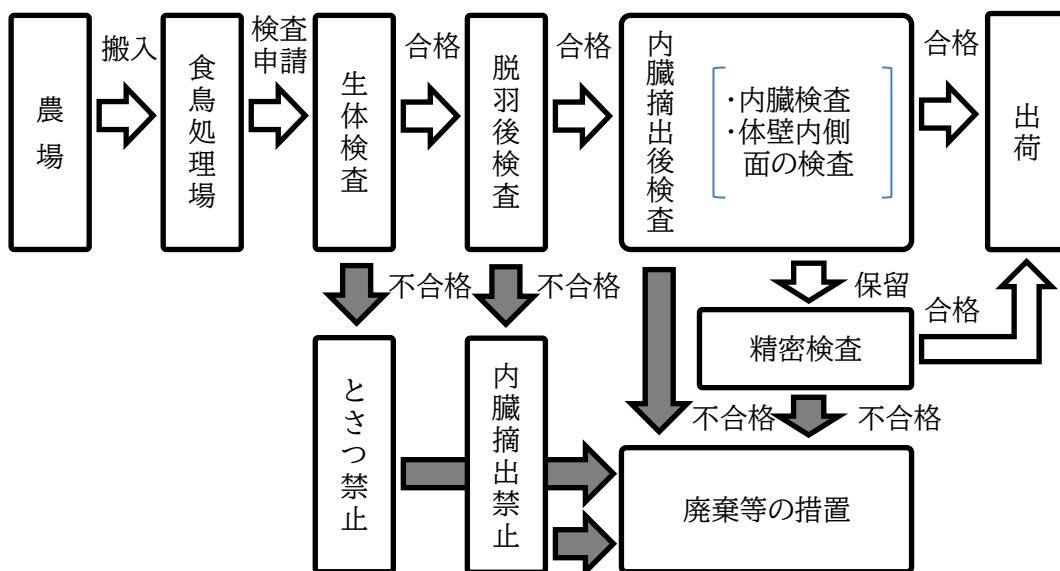 農場
搬入
食鳥処理場
検査
申請
生体検査
合格
脱羽後検査
合格
内臓摘出後検査
・内臓検査
・体壁内側
面の検査
合格
出荷
不合格
不合格
保留
精密検査
合格
とさつ禁止
内臓摘出禁止
不合格
不合格
廃棄等の措置